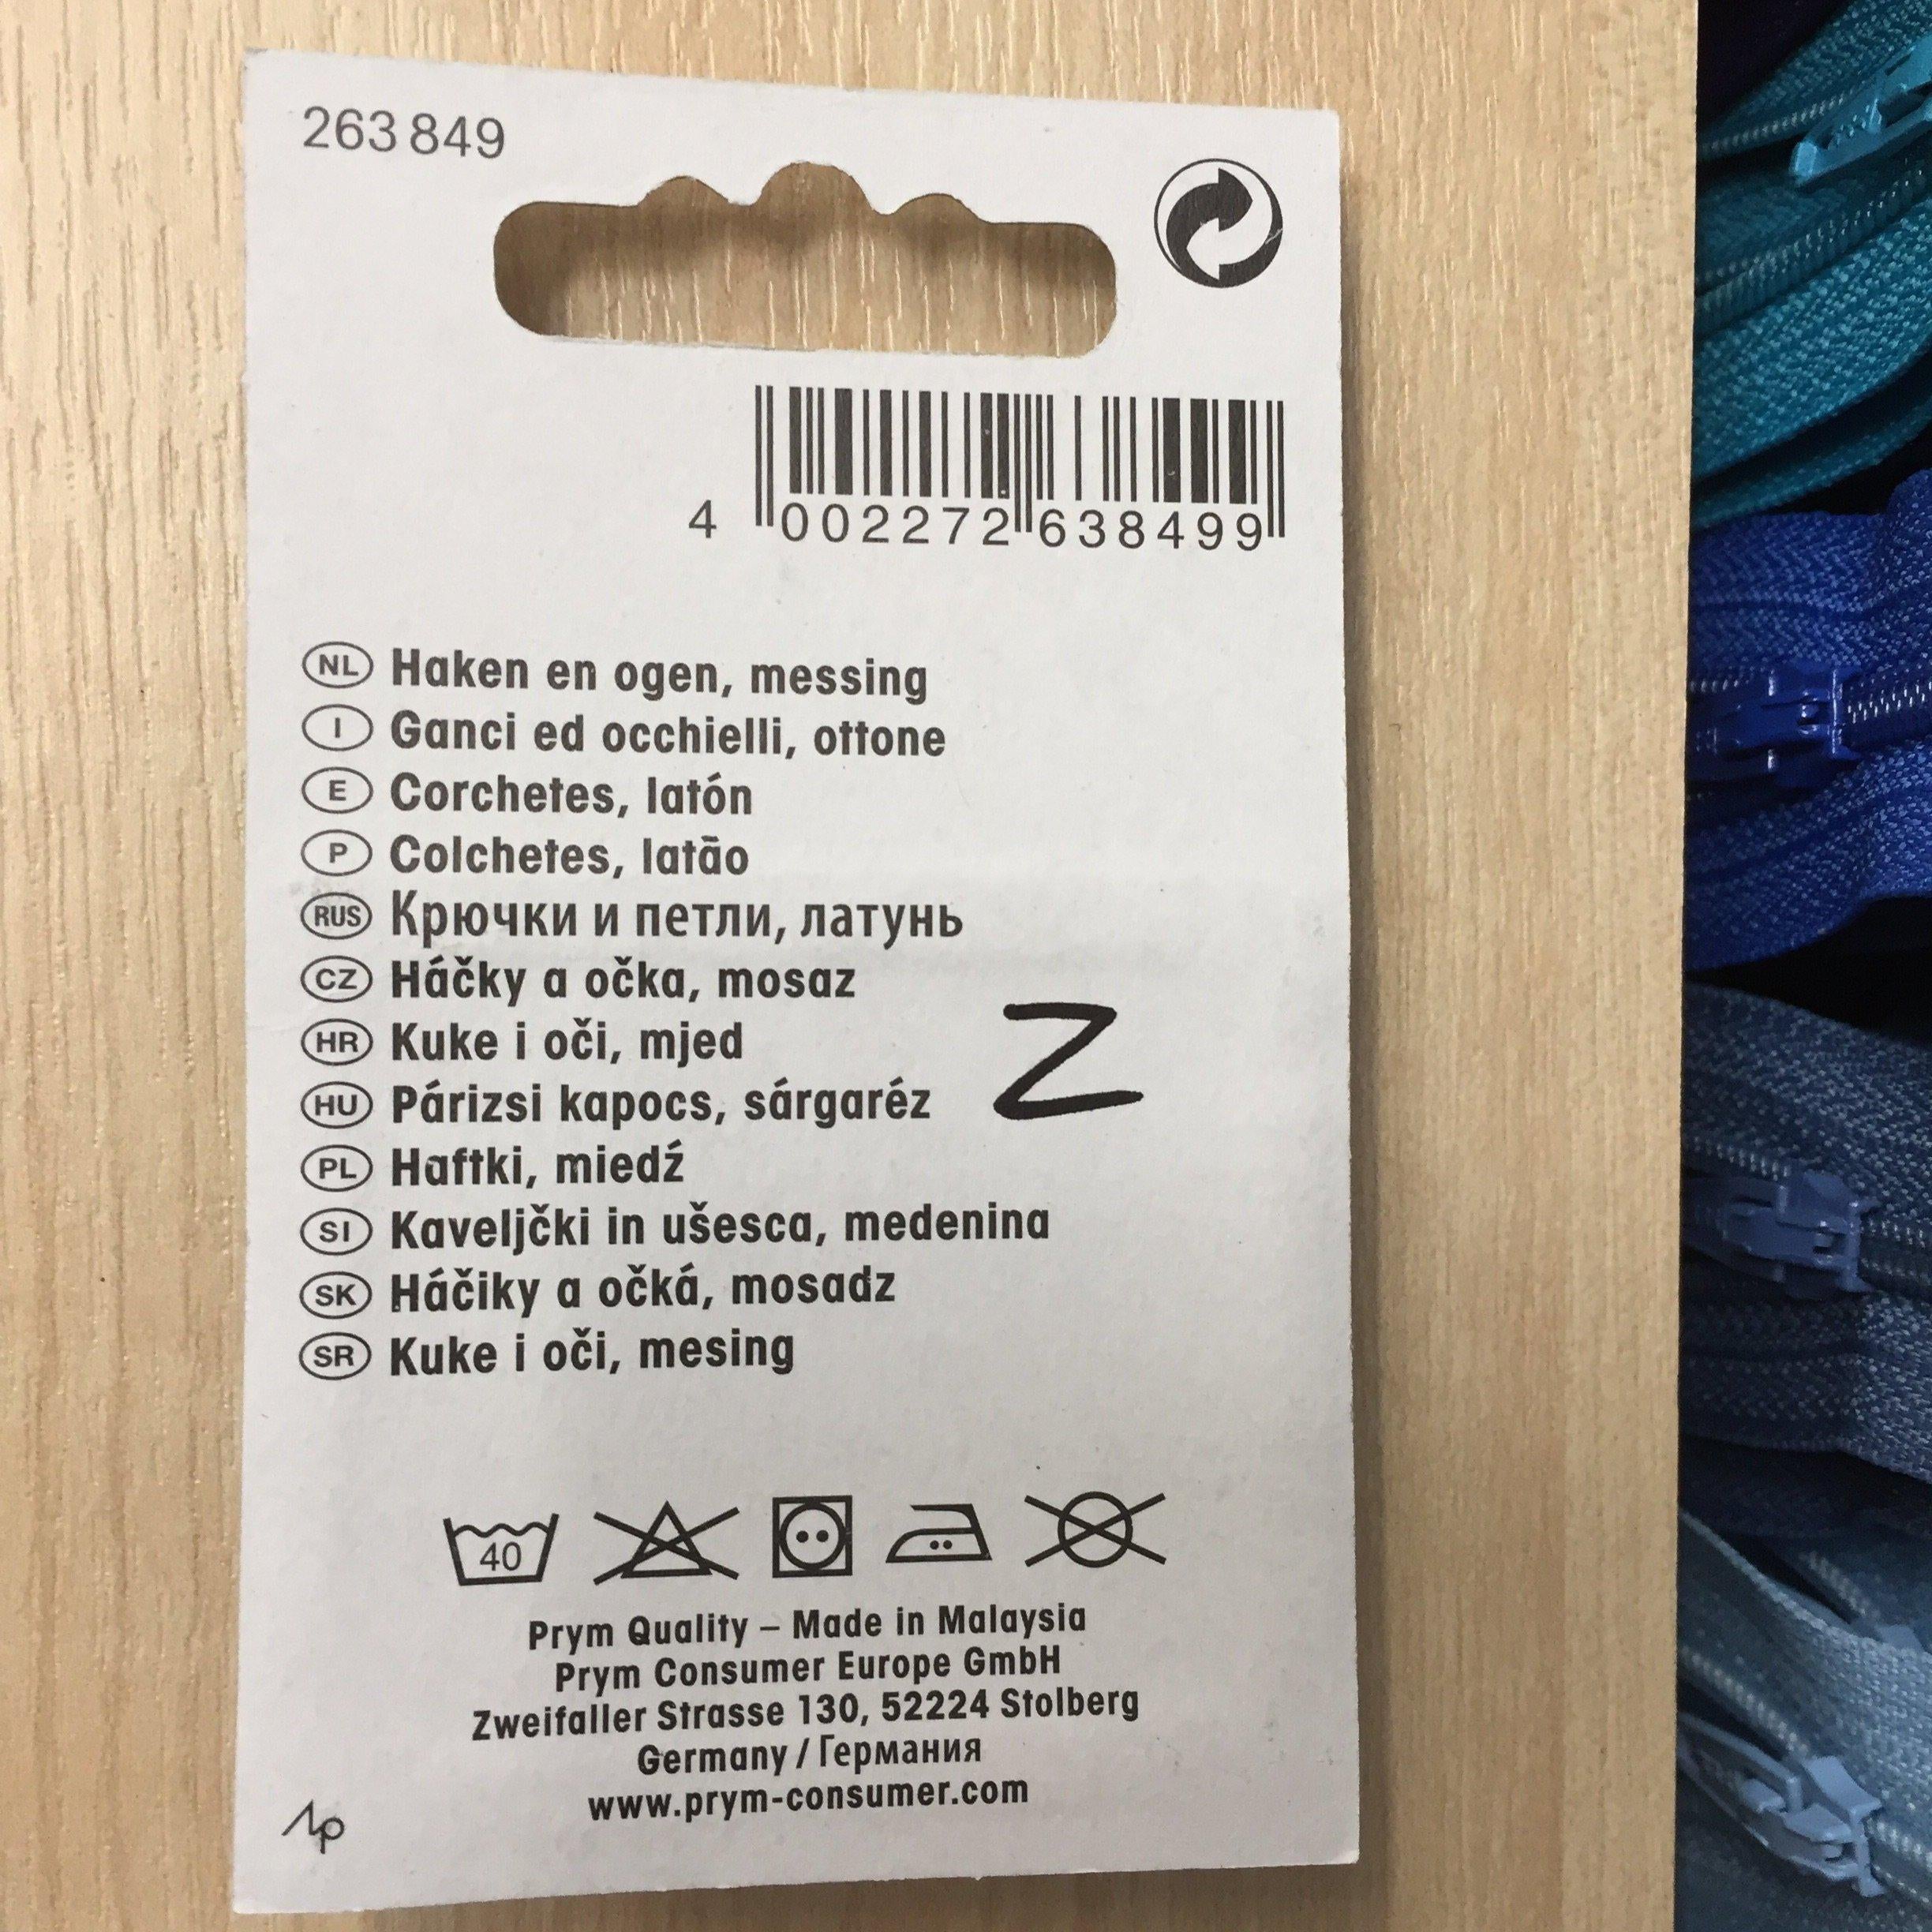 263 849
4 002272 638499
NL Haken en ogen, messing
I Ganci ed occhielli, ottone
E Corchetes, latón
P Colchetes, latão
RUS Крючки и петли, латунь
CZ Háčky a očka, mosaz
HR Kuke i oči, mjed
Z
HU Párizsi kapocs, sárgaréz
PL Haftki, miedź
SI Kaveljčki in ušesca, medenina
SK Háčiky a očká, mosadz
SR Kuke i oči, mesing
40
Prym Quality – Made in Malaysia
Prym Consumer Europe GmbH
Zweifaller Strasse 130, 52224 Stolberg
Germany / Германия
www.prym-consumer.com